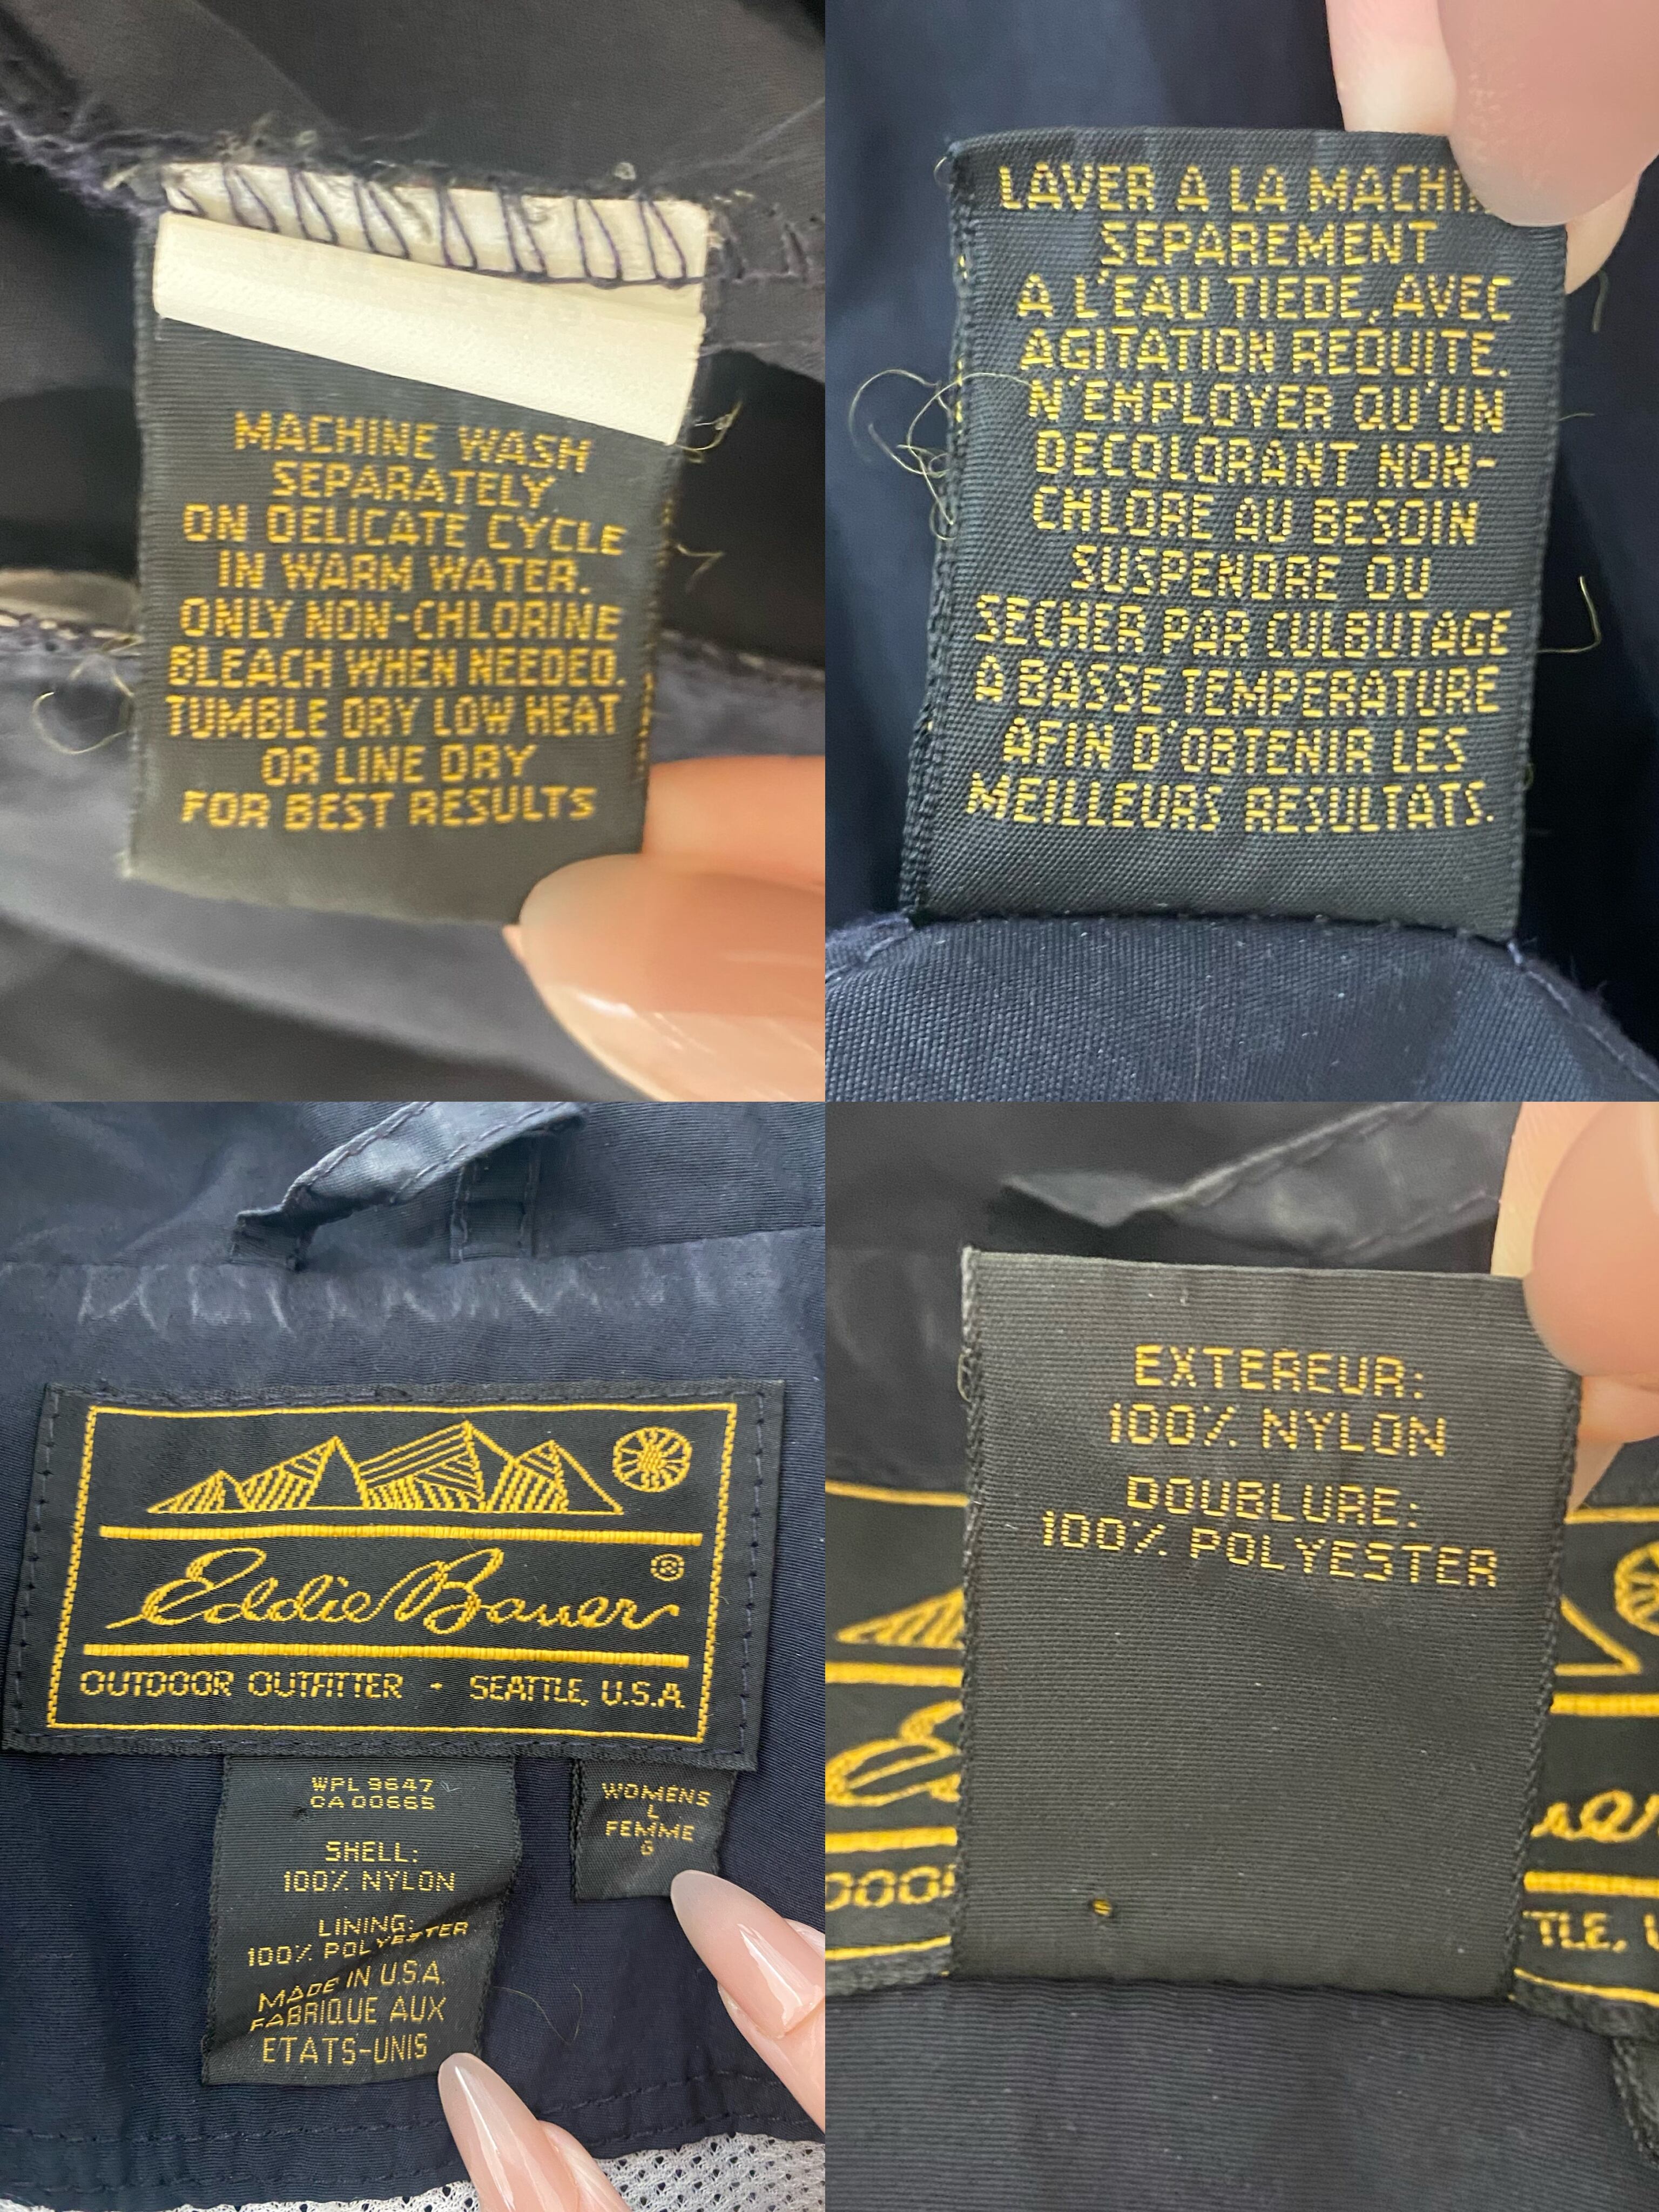 MACHINE WASH
SEPARATELY
ON DELICATE CYCLE
IN WARM WATER.
ONLY NON-CHLORINE
BLEACH WHEN NEEDED.
TUMBLE DRY LOW HEAT
OR LINE DRY
FOR BEST RESULTS
LAVER A LA
SEPAREMENT
A L'EAU TIEDE, AVEC
AGITATION REDUITE.
N'EMPLOYER QU'UN
DECOLORANT NON-
CHLORE AU BESOIN
SUSPENDRE OU
SECHER PAR CULBUTAGE
A BASSE TEMPERATURE
AFIN D'OBTENIR LES
MEILLEURS RESULTATS.
Eddie Bauer ®
OUTDOOR OUTFITTER · SEATTLE, U.S.A.
WPL 9647
CA 00665
SHELL:
100% NYLON
LINING:
100% POLYESTER
MADE IN U.S.A.
FABRIQUE AUX
ETATS-UNIS
WOMENS
L
FEMME
G
EXTEREUR:
100% NYLON
DOUBLURE:
100% POLYESTER